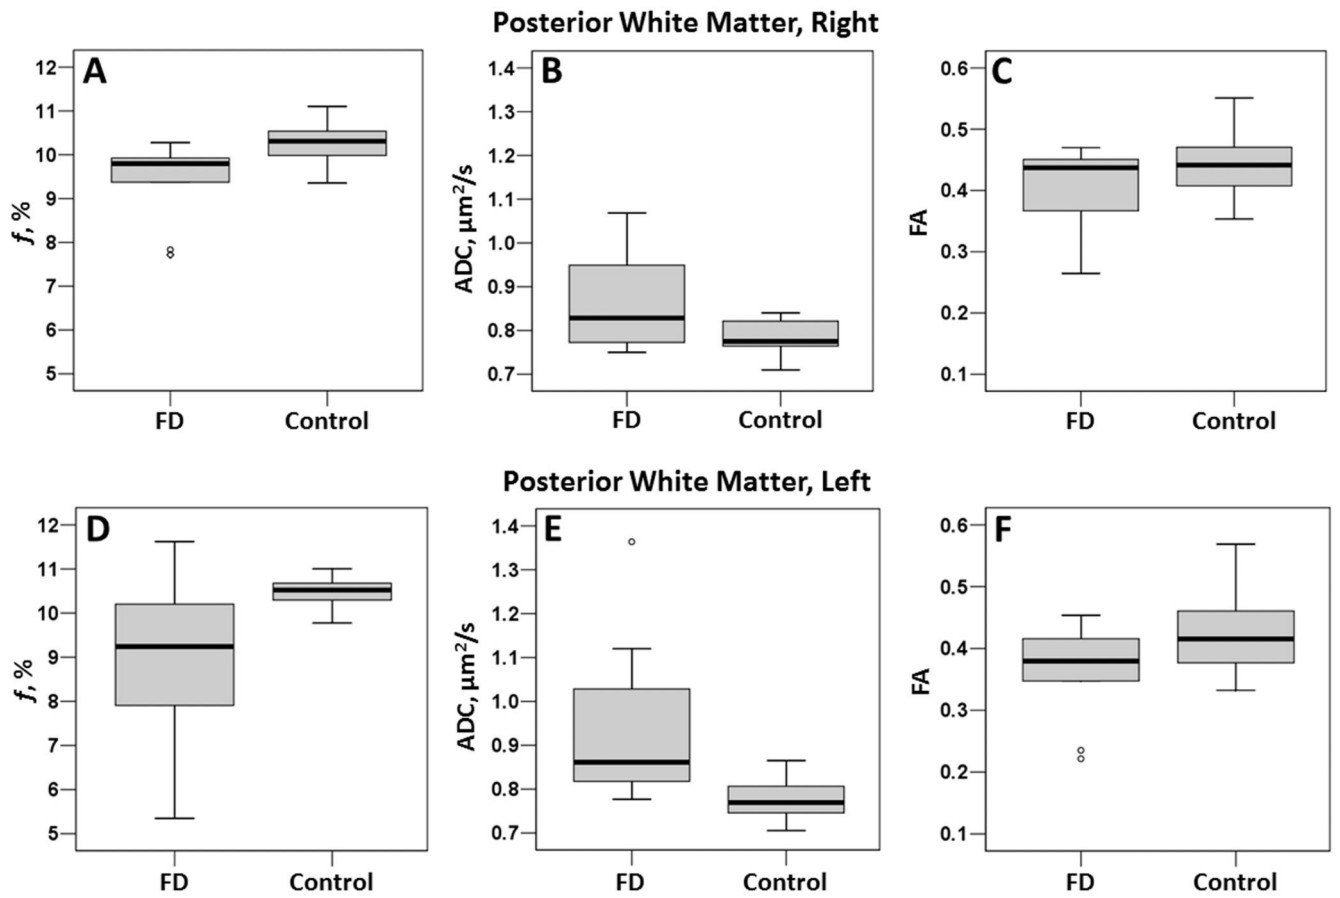 Posterior White Matter, Right
A
12
11
10
9
8
7
6
5
f, %
FD Control
B
1.4
1.3
1.2
1.1
1.0
0.9
0.8
0.7
ADC, μm²/s
FD Control
C
0.6
0.5
0.4
0.3
0.2
0.1
FA
FD Control
Posterior White Matter, Left
D
12
11
10
9
8
7
6
5
f, %
FD Control
E
1.4
1.3
1.2
1.1
1.0
0.9
0.8
0.7
ADC, μm²/s
FD Control
F
0.6
0.5
0.4
0.3
0.2
0.1
FA
FD Control